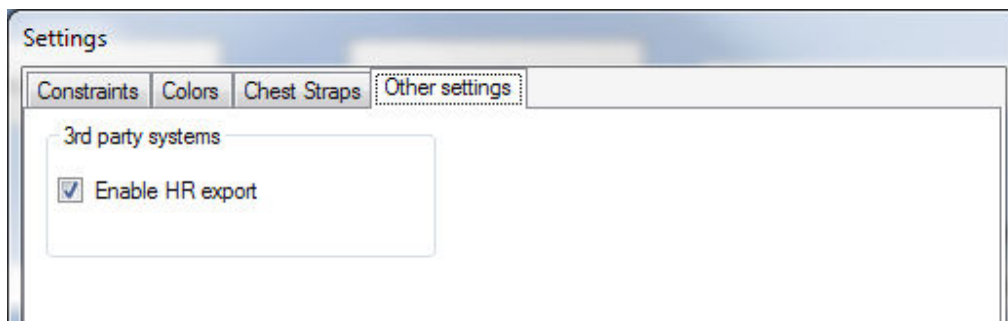 Settings
Constraints Colors Chest Straps Other settings
3rd party systems
Enable HR export